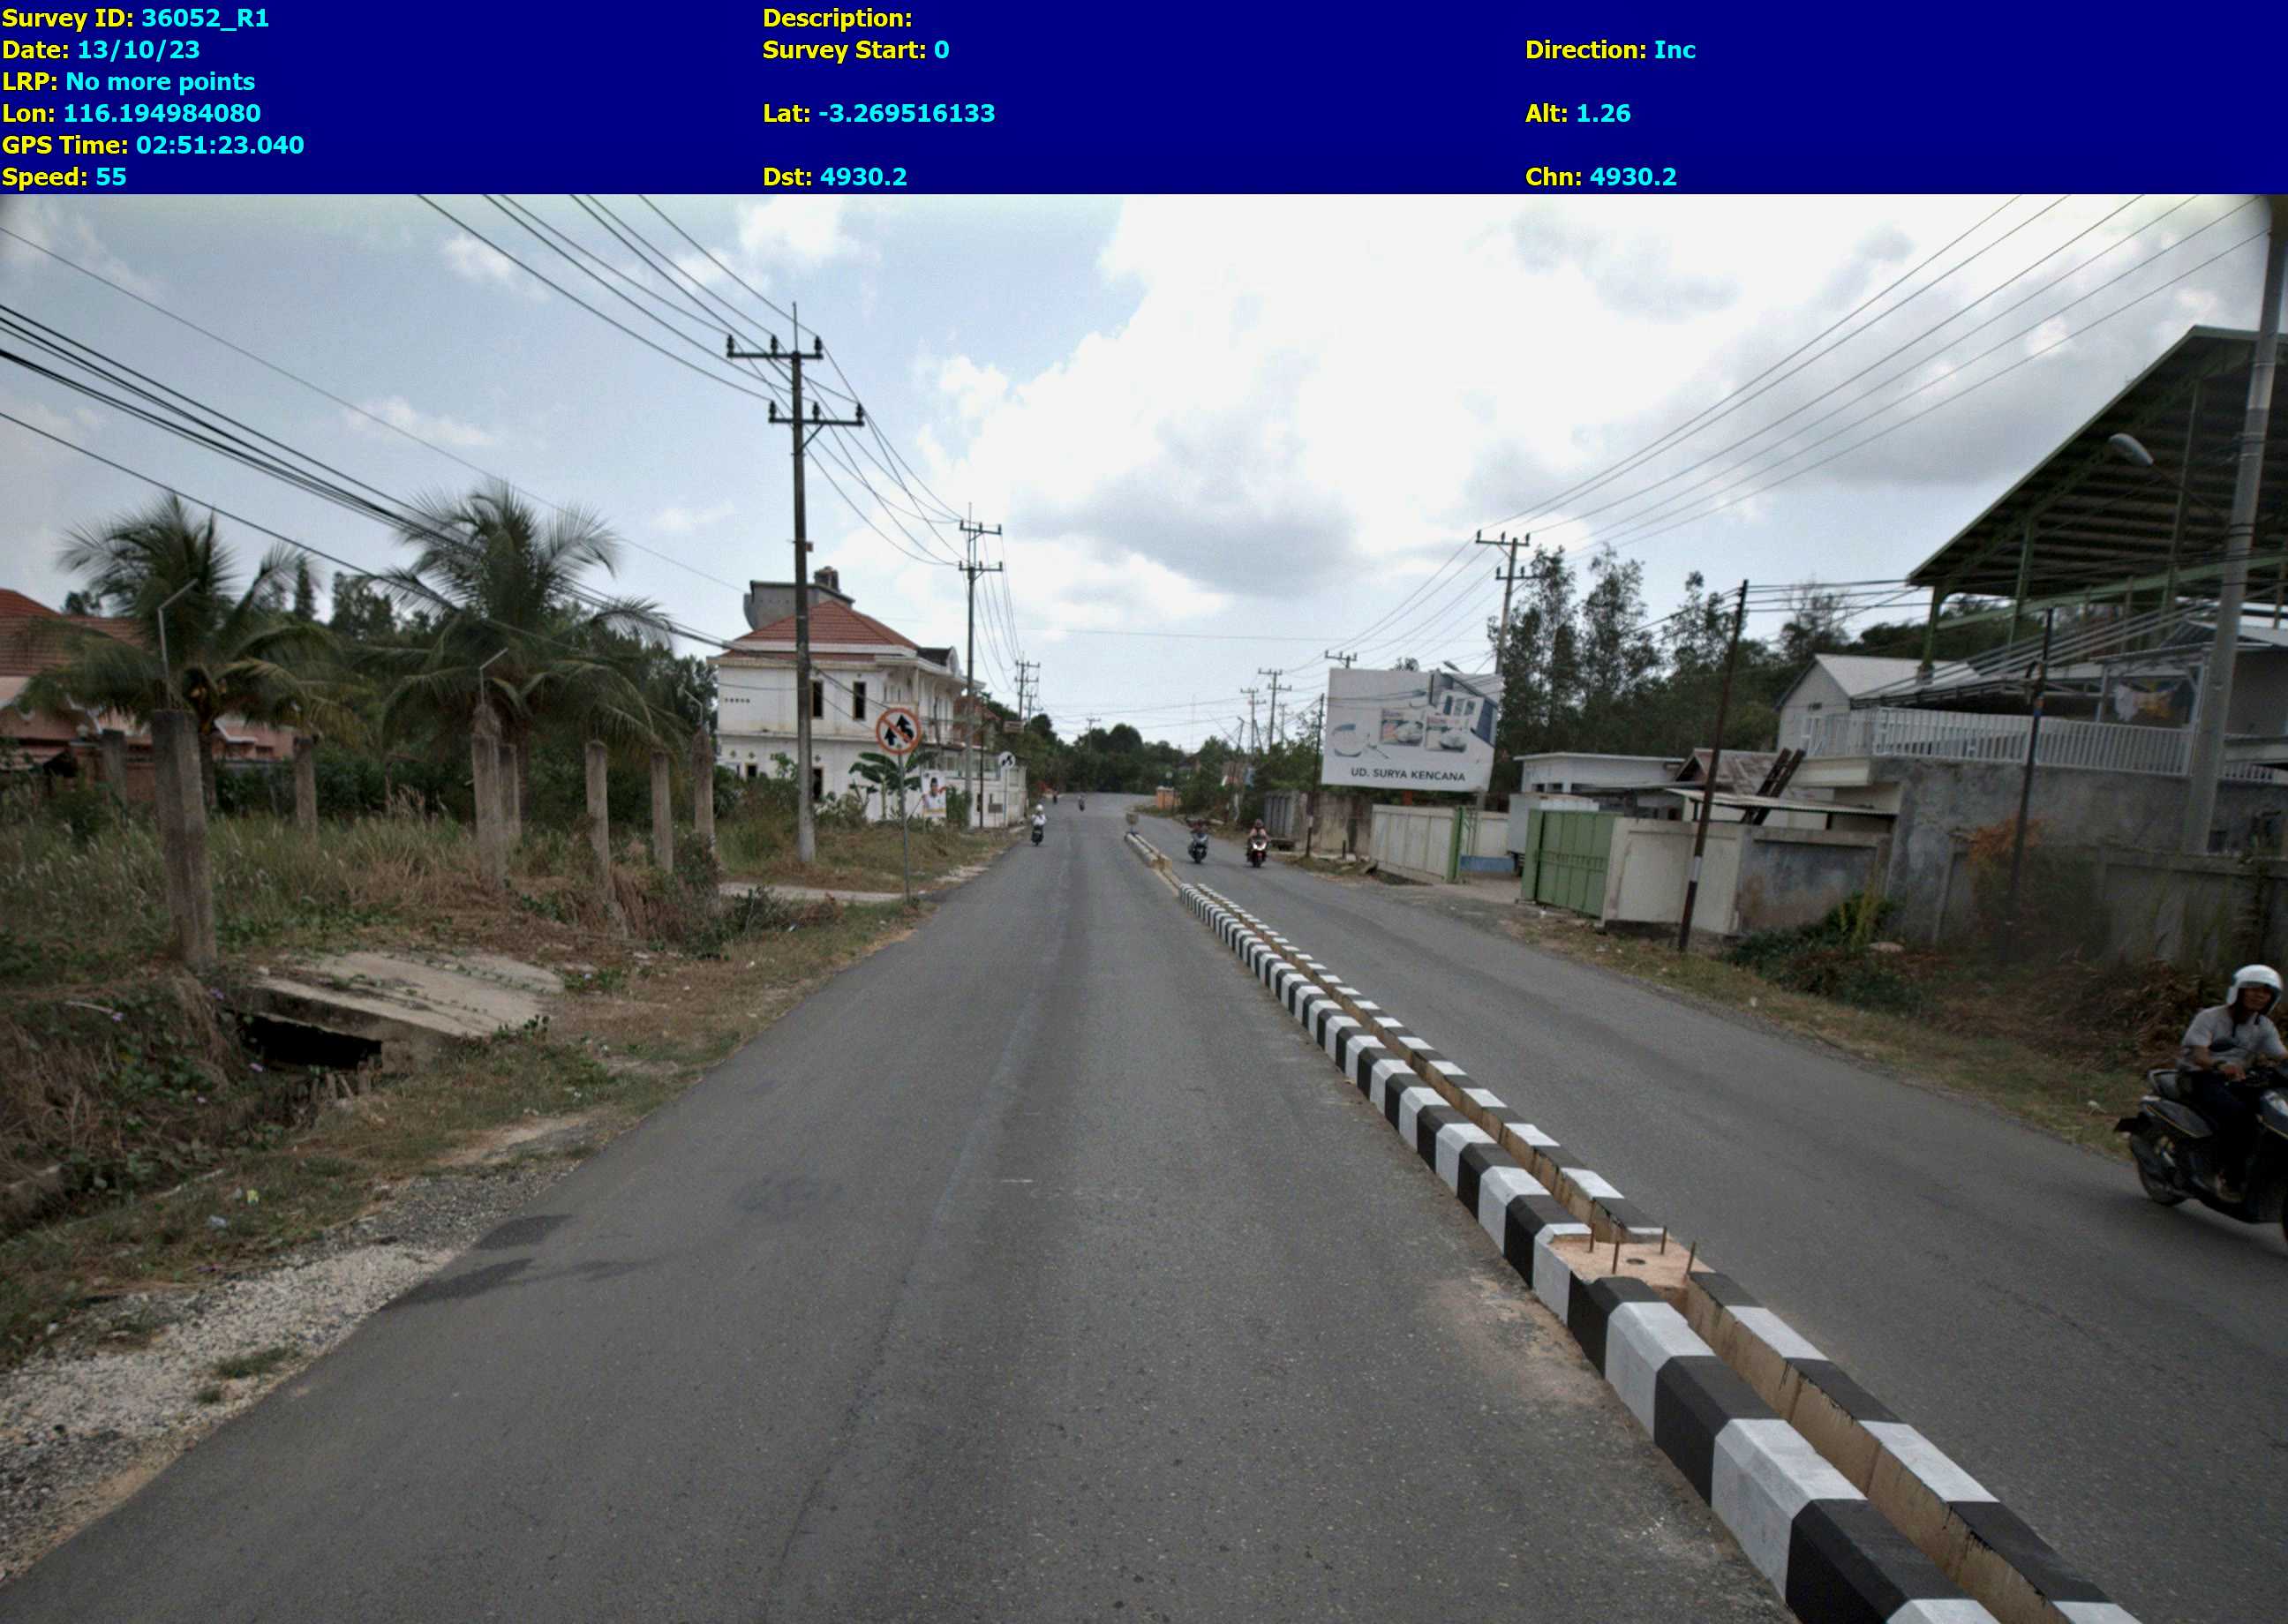 Survey ID: 36052_R1
Description:
Date: 13/10/23
Survey Start: 0
Direction: Inc
LRP: No more points
Lon: 116.194984080
Lat: -3.269516133
Alt: 1.26
GPS Time: 02:51:23.040
Speed: 55
Dst: 4930.2
Chn: 4930.2
UD. SURYA KENCANA